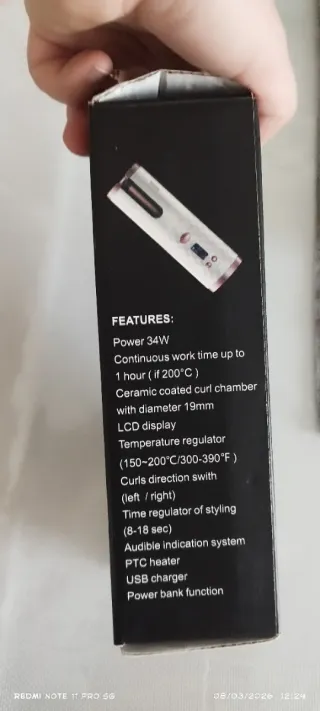 FEATURES:
Power 34W
Continuous work time up to
1 hour ( if 200°C )
Ceramic coated curl chamber
with diameter 19mm
LCD display
Temperature regulator
(150~200°C/300-390°F )
Curls direction swith
(left / right)
Time regulator of styling
(8-18 sec)
Audible indication system
PTC heater
USB charger
Power bank function
REDMI NOTE 11 PRO 5G
08/03/2026 12:24